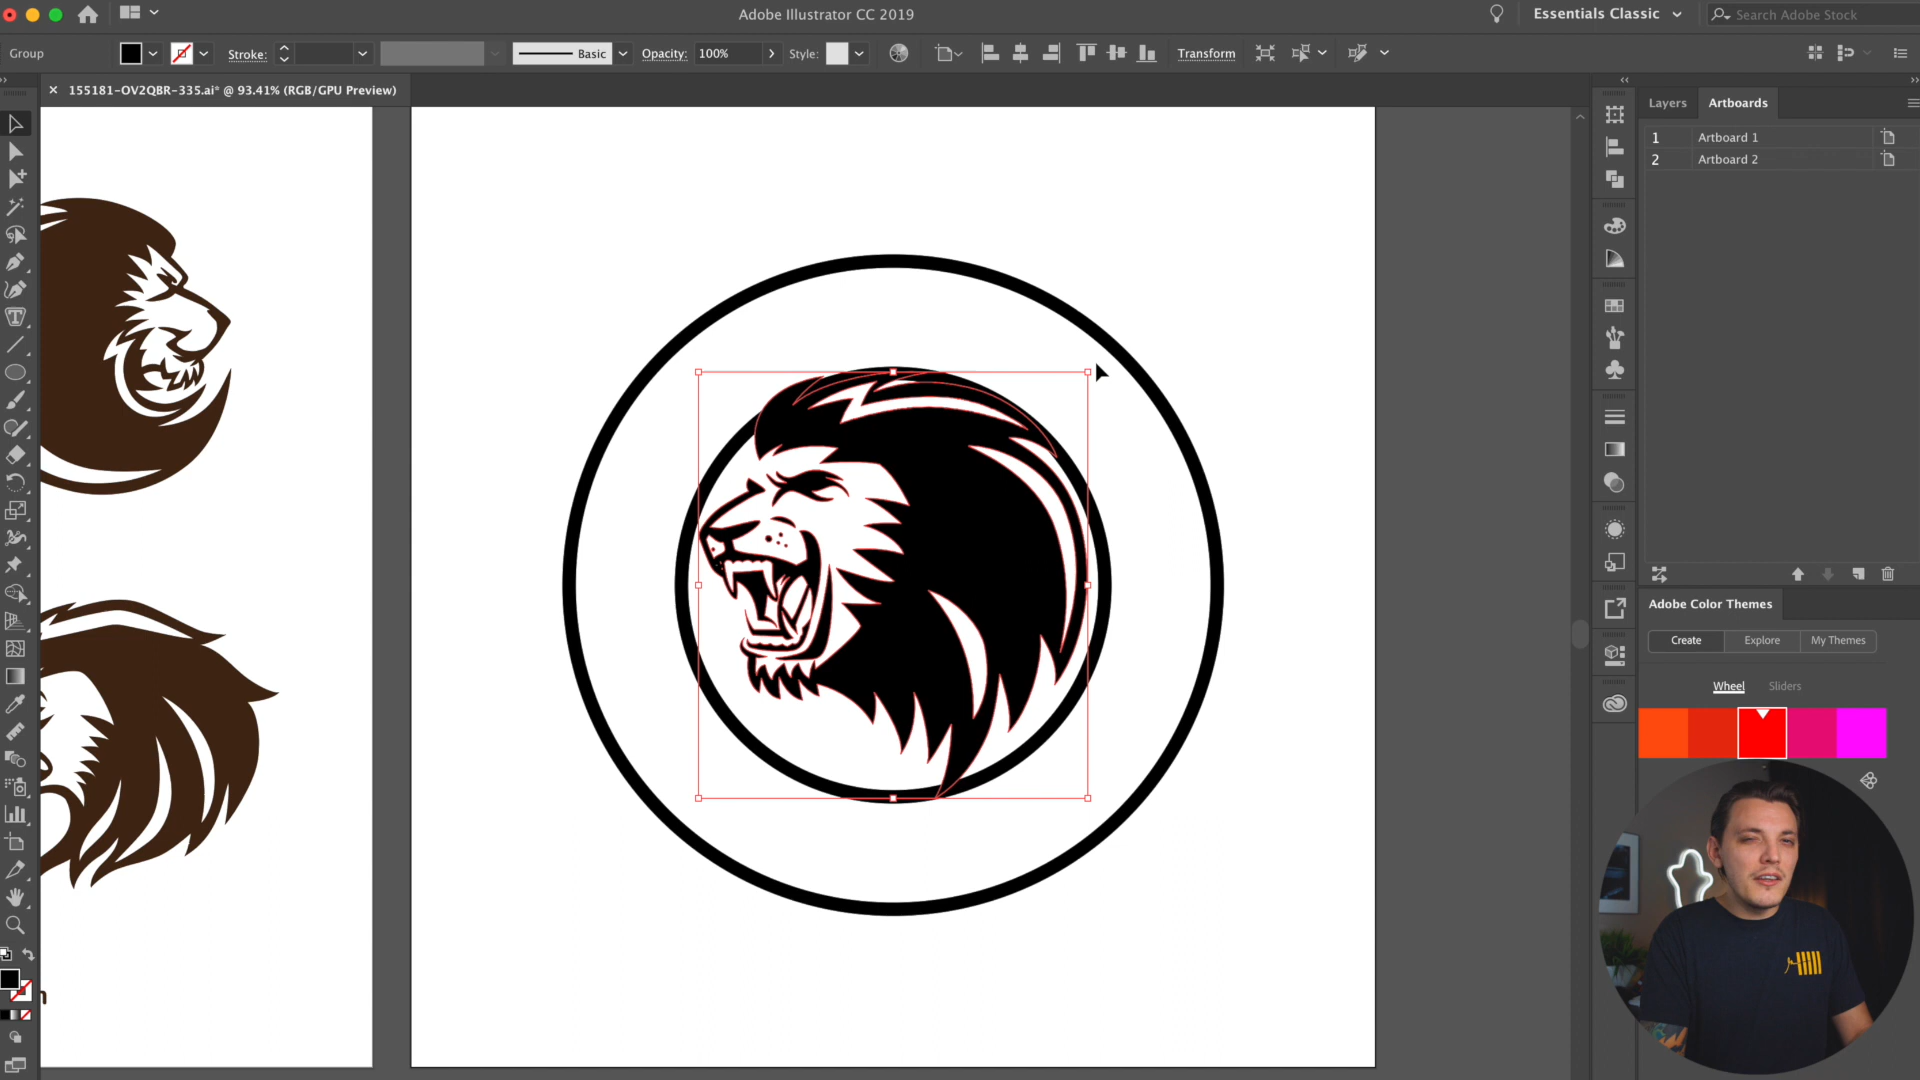 Adobe Illustrator CC 2019
Essentials Classic
Search Adobe Stock
Group
Stroke:
Basic
Opacity:
100%
Style:
Transform
155181-OV2QBR-335.ai* @ 93.41% (RGB/GPU Preview)
Layers
Artboards
1 Artboard 1
2 Artboard 2
Adobe Color Themes
Create
Explore
My Themes
Wheel
Sliders